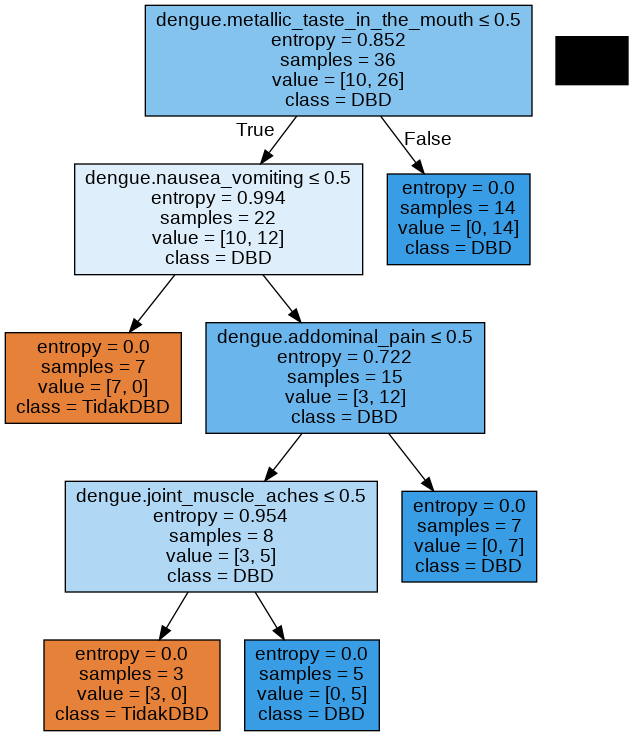 dengue.metallic_taste_in_the_mouth ≤ 0.5
entropy = 0.852
samples = 36
value = [10, 26]
class = DBD
True
False
dengue.nausea_vomiting ≤ 0.5
entropy = 0.994
samples = 22
value = [10, 12]
class = DBD
entropy = 0.0
samples = 14
value = [0, 14]
class = DBD
entropy = 0.0
samples = 7
value = [7, 0]
class = TidakDBD
dengue.addominal_pain ≤ 0.5
entropy = 0.722
samples = 15
value = [3, 12]
class = DBD
dengue.joint_muscle_aches ≤ 0.5
entropy = 0.954
samples = 8
value = [3, 5]
class = DBD
entropy = 0.0
samples = 7
value = [0, 7]
class = DBD
entropy = 0.0
samples = 3
value = [3, 0]
class = TidakDBD
entropy = 0.0
samples = 5
value = [0, 5]
class = DBD